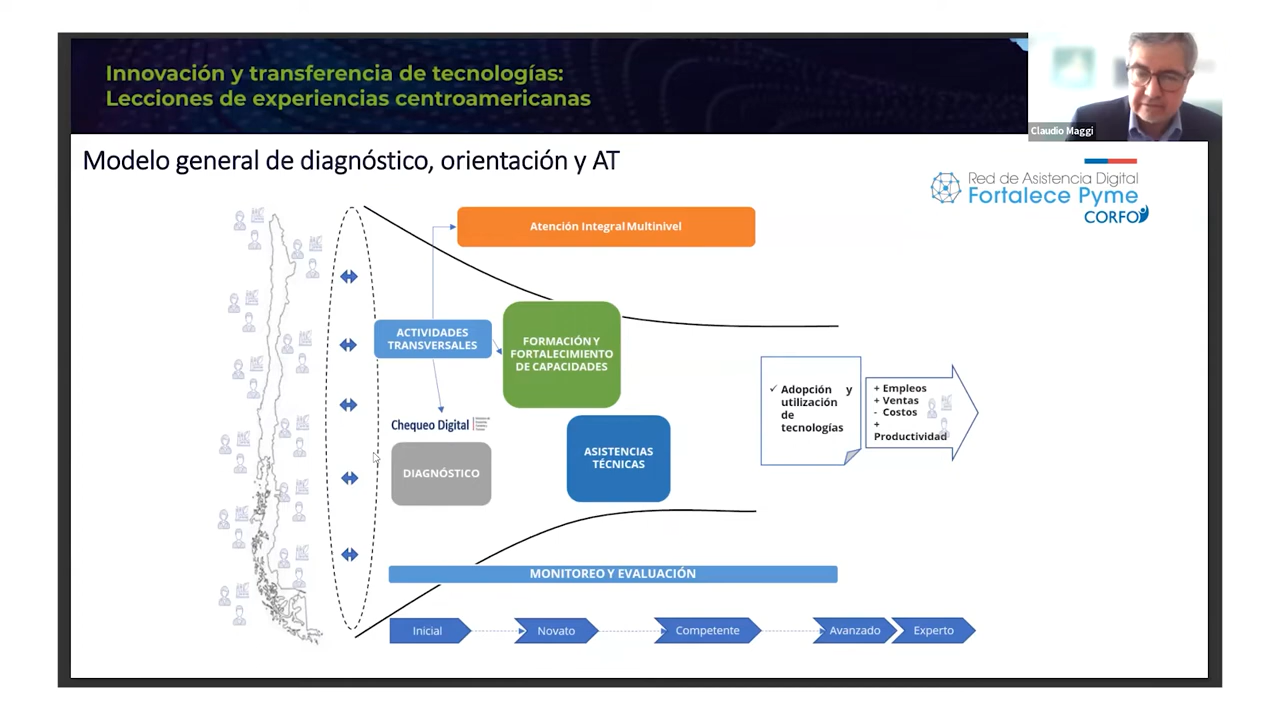 Innovación y transferencia de tecnologías:
Lecciones de experiencias centroamericanas
Claudio Maggi
Modelo general de diagnóstico, orientación y AT
Red de Asistencia Digital
Fortalece Pyme
CORFO
Atención Integral Multinivel
ACTIVIDADES
TRANSVERSALES
FORMACIÓN Y
FORTALECIMIENTO
DE CAPACIDADES
Chequeo Digital
DIAGNÓSTICO
ASISTENCIAS
TÉCNICAS
✓ Adopción y
utilización
de
tecnologías
+ Empleos
+ Ventas
- Costos
+
Productividad
MONITOREO Y EVALUACIÓN
Inicial
Novato
Competente
Avanzado
Experto